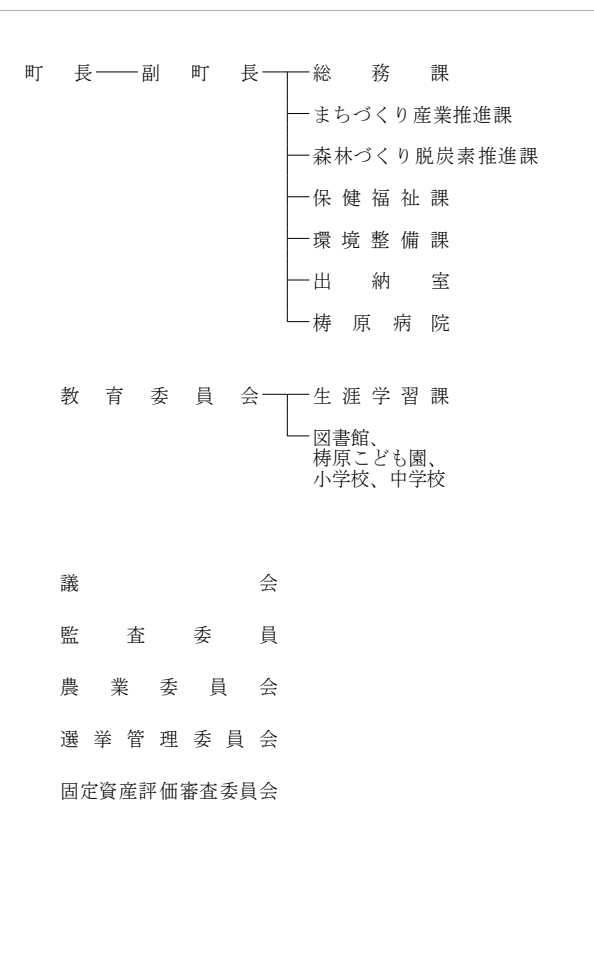 町長 副町長 総務課
まちづくり産業推進課
森林づくり脱炭素推進課
保健福祉課
環境整備課
出納室
梼原病院
教育委員会 生涯学習課
図書館、
梼原こども園、
小学校、中学校
議会
監査委員
農業委員会
選挙管理委員会
固定資産評価審査委員会